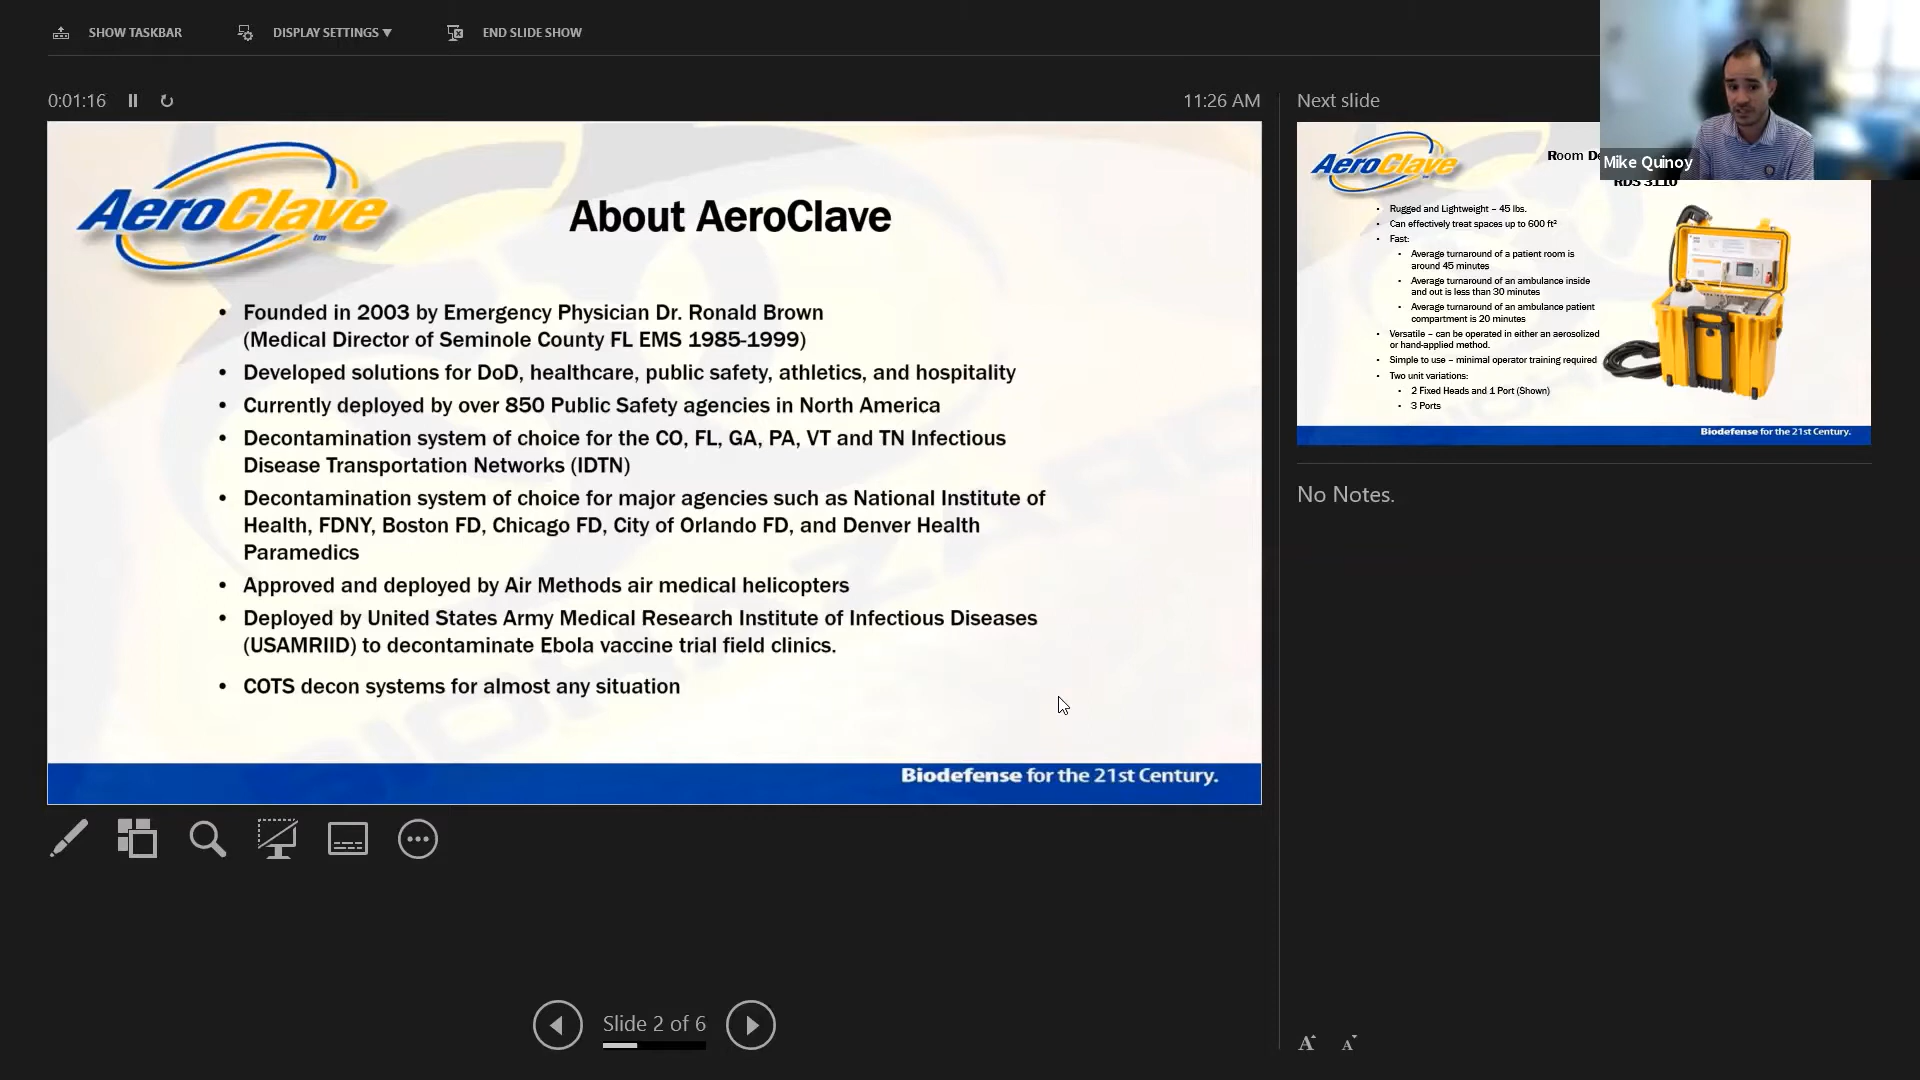 SHOW TASKBAR
DISPLAY SETTINGS ▼
END SLIDE SHOW
0:01:16
11:26 AM
AeroClave
tm
About AeroClave
• Founded in 2003 by Emergency Physician Dr. Ronald Brown
(Medical Director of Seminole County FL EMS 1985-1999)
• Developed solutions for DoD, healthcare, public safety, athletics, and hospitality
• Currently deployed by over 850 Public Safety agencies in North America
• Decontamination system of choice for the CO, FL, GA, PA, VT and TN Infectious
Disease Transportation Networks (IDTN)
• Decontamination system of choice for major agencies such as National Institute of
Health, FDNY, Boston FD, Chicago FD, City of Orlando FD, and Denver Health
Paramedics
• Approved and deployed by Air Methods air medical helicopters
• Deployed by United States Army Medical Research Institute of Infectious Diseases
(USAMRIID) to decontaminate Ebola vaccine trial field clinics.
• COTS decon systems for almost any situation
BIOHAZARD
Biodefense for the 21st Century.
Slide 2 of 6
Next slide
Mike Quinoy
AeroClave
Room
RDS 3110
• Rugged and Lightweight – 45 lbs.
• Can effectively treat spaces up to 600 ft²
• Fast:
• Average turnaround of a patient room is
around 45 minutes
• Average turnaround of an ambulance inside
and out is less than 30 minutes
• Average turnaround of an ambulance patient
compartment is 20 minutes
• Versatile – can be operated in either an aerosolized
or hand-applied method.
• Simple to use – minimal operator training required
• Two unit variations:
• 2 Fixed Heads and 1 Port (Shown)
• 3 Ports
Biodefense for the 21st Century.
No Notes.
A A